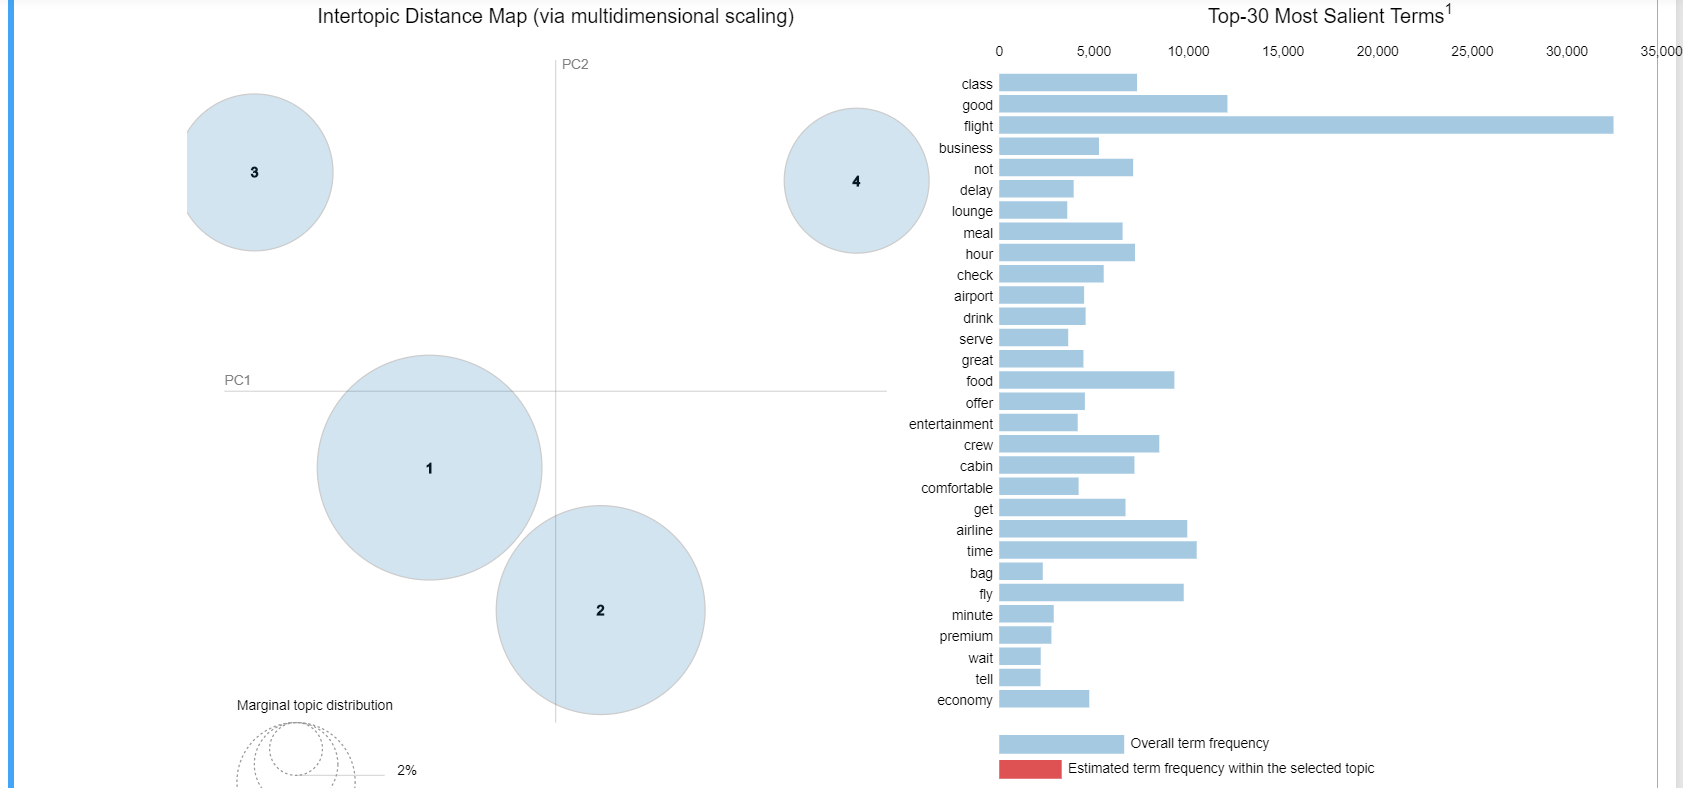 Intertopic Distance Map (via multidimensional scaling)
PC2
PC1
3
4
1
2
Marginal topic distribution
2%
Top-30 Most Salient Terms1
0 5,000 10,000 15,000 20,000 25,000 30,000 35,000
class
good
flight
business
not
delay
lounge
meal
hour
check
airport
drink
serve
great
food
offer
entertainment
crew
cabin
comfortable
get
airline
time
bag
fly
minute
premium
wait
tell
economy
Overall term frequency
Estimated term frequency within the selected topic